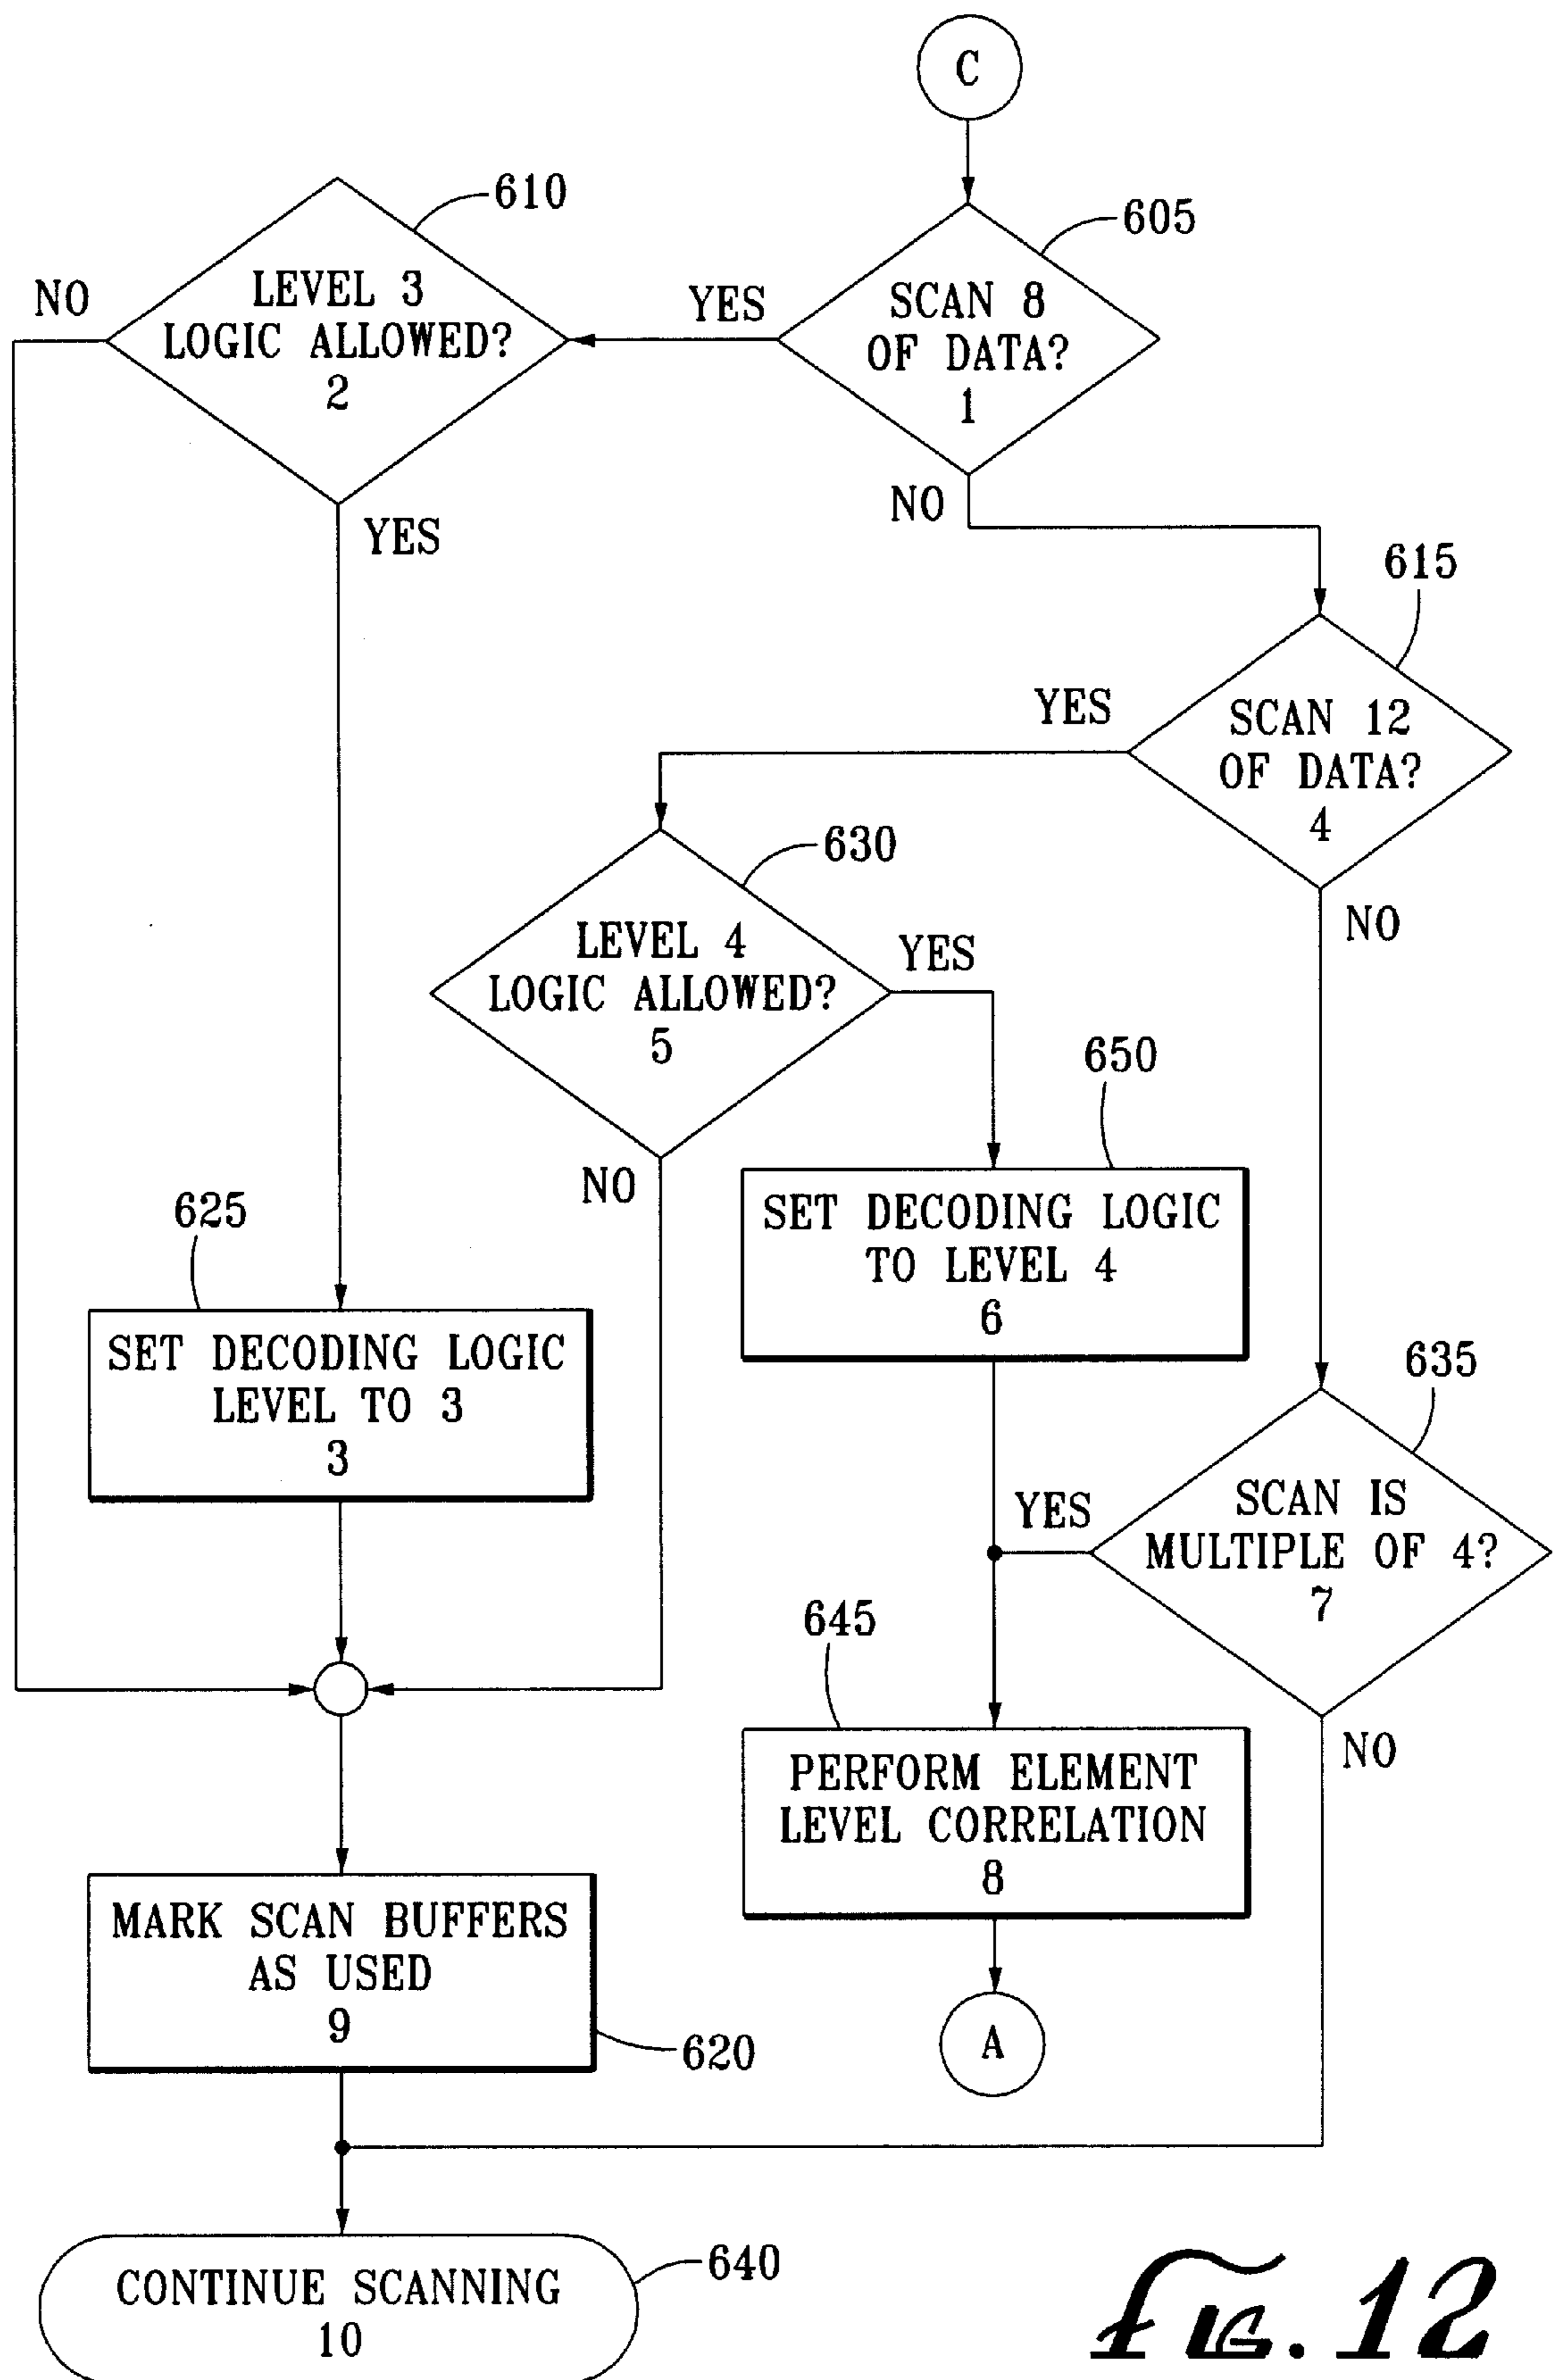 C
610
605
NO
LEVEL 3
LOGIC ALLOWED?
2
YES
SCAN 8
OF DATA?
1
YES
NO
615
YES
SCAN 12
OF DATA?
4
630
NO
LEVEL 4
LOGIC ALLOWED?
5
YES
650
NO
625
SET DECODING LOGIC
TO LEVEL 4
6
SET DECODING LOGIC
LEVEL TO 3
3
635
YES
SCAN IS
MULTIPLE OF 4?
7
645
NO
PERFORM ELEMENT
LEVEL CORRELATION
8
MARK SCAN BUFFERS
AS USED
9
620
A
CONTINUE SCANNING
10
640
FIG. 12